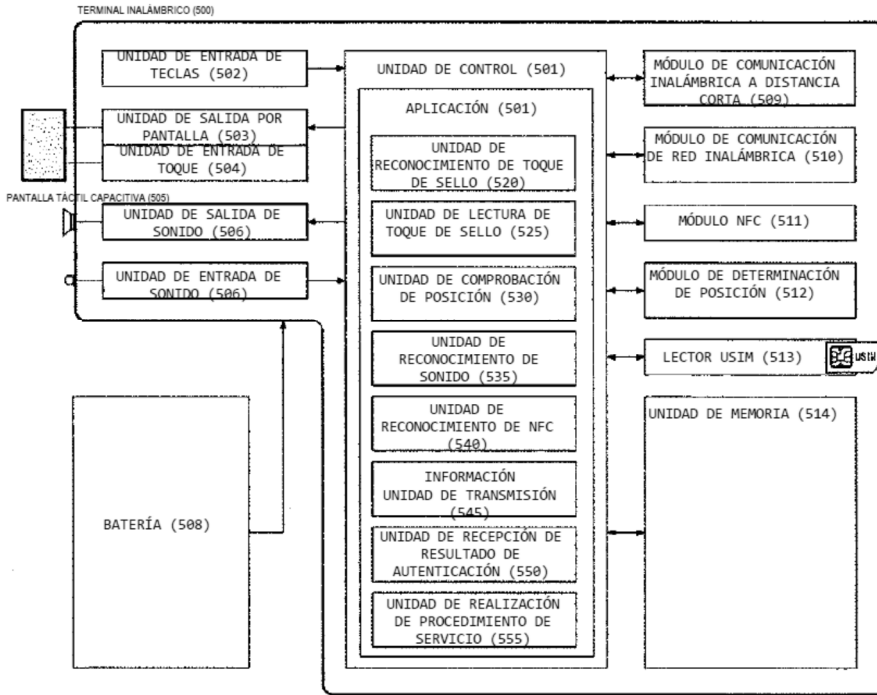 TERMINAL INALÁMBRICO (500)
UNIDAD DE ENTRADA DE
TECLAS (502)
UNIDAD DE SALIDA POR
PANTALLA (503)
UNIDAD DE ENTRADA DE
TOQUE (504)
PANTALLA TÁCTIL CAPACITIVA (505)
UNIDAD DE SALIDA DE
SONIDO (506)
UNIDAD DE ENTRADA DE
SONIDO (506)
BATERÍA (508)
UNIDAD DE CONTROL (501)
APLICACIÓN (501)
UNIDAD DE
RECONOCIMIENTO DE TOQUE
DE SELLO (520)
UNIDAD DE LECTURA DE
TOQUE DE SELLO (525)
UNIDAD DE COMPROBACIÓN
DE POSICIÓN (530)
UNIDAD DE
RECONOCIMIENTO DE
SONIDO (535)
UNIDAD DE
RECONOCIMIENTO DE NFC
(540)
INFORMACIÓN
UNIDAD DE TRANSMISIÓN
(545)
UNIDAD DE RECEPCIÓN DE
RESULTADO DE
AUTENTICACIÓN (550)
UNIDAD DE REALIZACIÓN
DE PROCEDIMIENTO DE
SERVICIO (555)
MÓDULO DE COMUNICACIÓN
INALÁMBRICA A DISTANCIA
CORTA (509)
MÓDULO DE COMUNICACIÓN
DE RED INALÁMBRICA (510)
MÓDULO NFC (511)
MÓDULO DE DETERMINACIÓN
DE POSICIÓN (512)
LECTOR USIM (513)
USIM
UNIDAD DE MEMORIA (514)